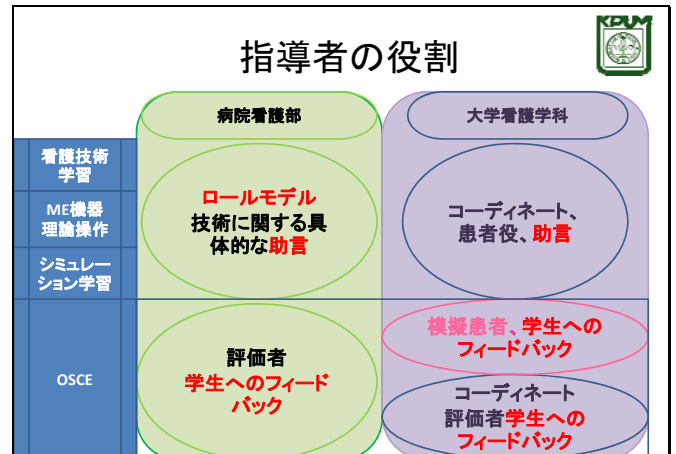 指導者の役割
KPUM
病院看護部
大学看護学科
看護技術
学習
ME機器
理論操作
シミュレー
ション学習
ロールモデル
技術に関する具
体的な助言
コーディネート、
患者役、助言
OSCE
評価者
学生へのフィード
バック
模擬患者、学生への
フィードバック
コーディネート
評価者学生への
フィードバック